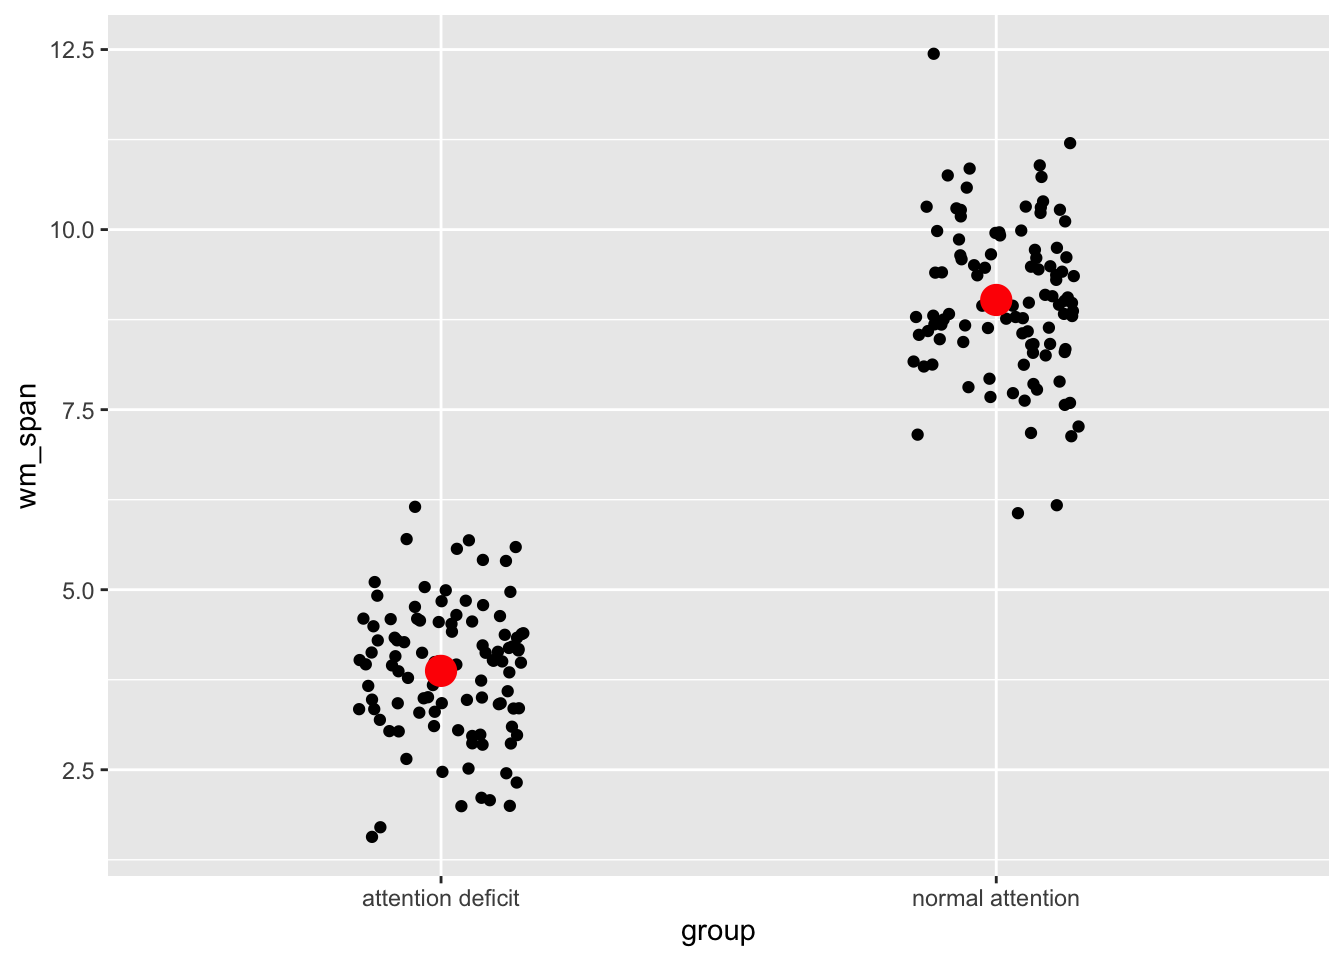 12.5
10.0
7.5
5.0
2.5
wm_span
attention deficit
normal attention
group